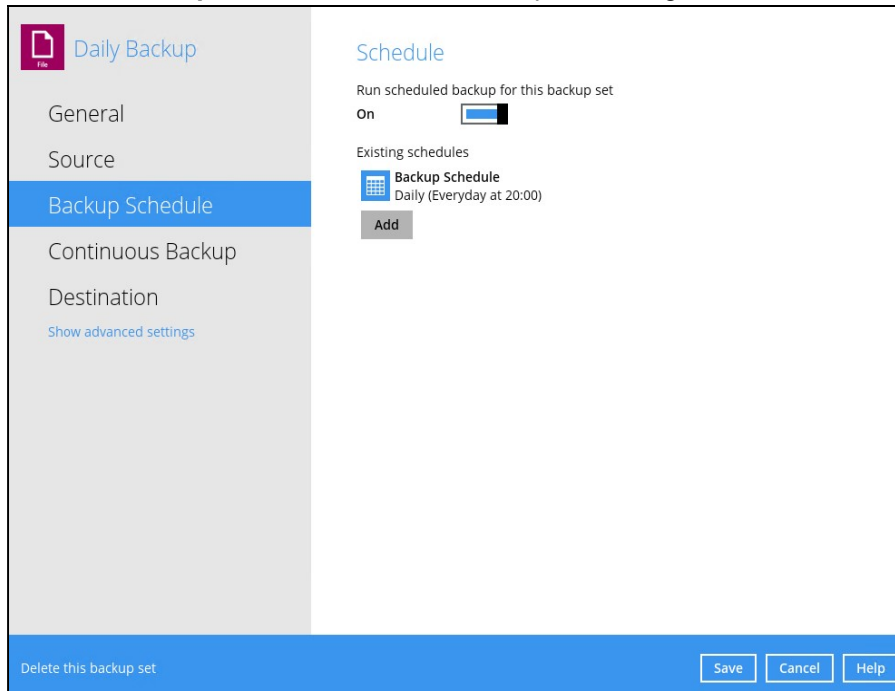 Daily Backup
File
General
Source
Backup Schedule
Continuous Backup
Destination
Show advanced settings
Schedule
Run scheduled backup for this backup set
On
Existing schedules
Backup Schedule
Daily (Everyday at 20:00)
Add
Delete this backup set
Save
Cancel
Help